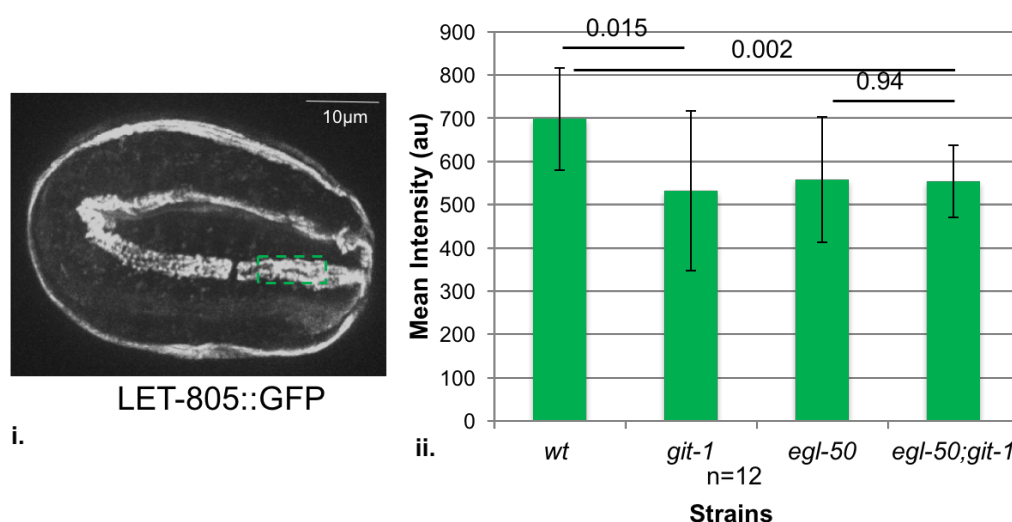 10µm
LET-805::GFP
i.
0.015
0.002
0.94
Mean Intensity (au)
900
800
700
600
500
400
300
200
100
0
ii.
wt
git-1
egl-50
egl-50;git-1
n=12
Strains